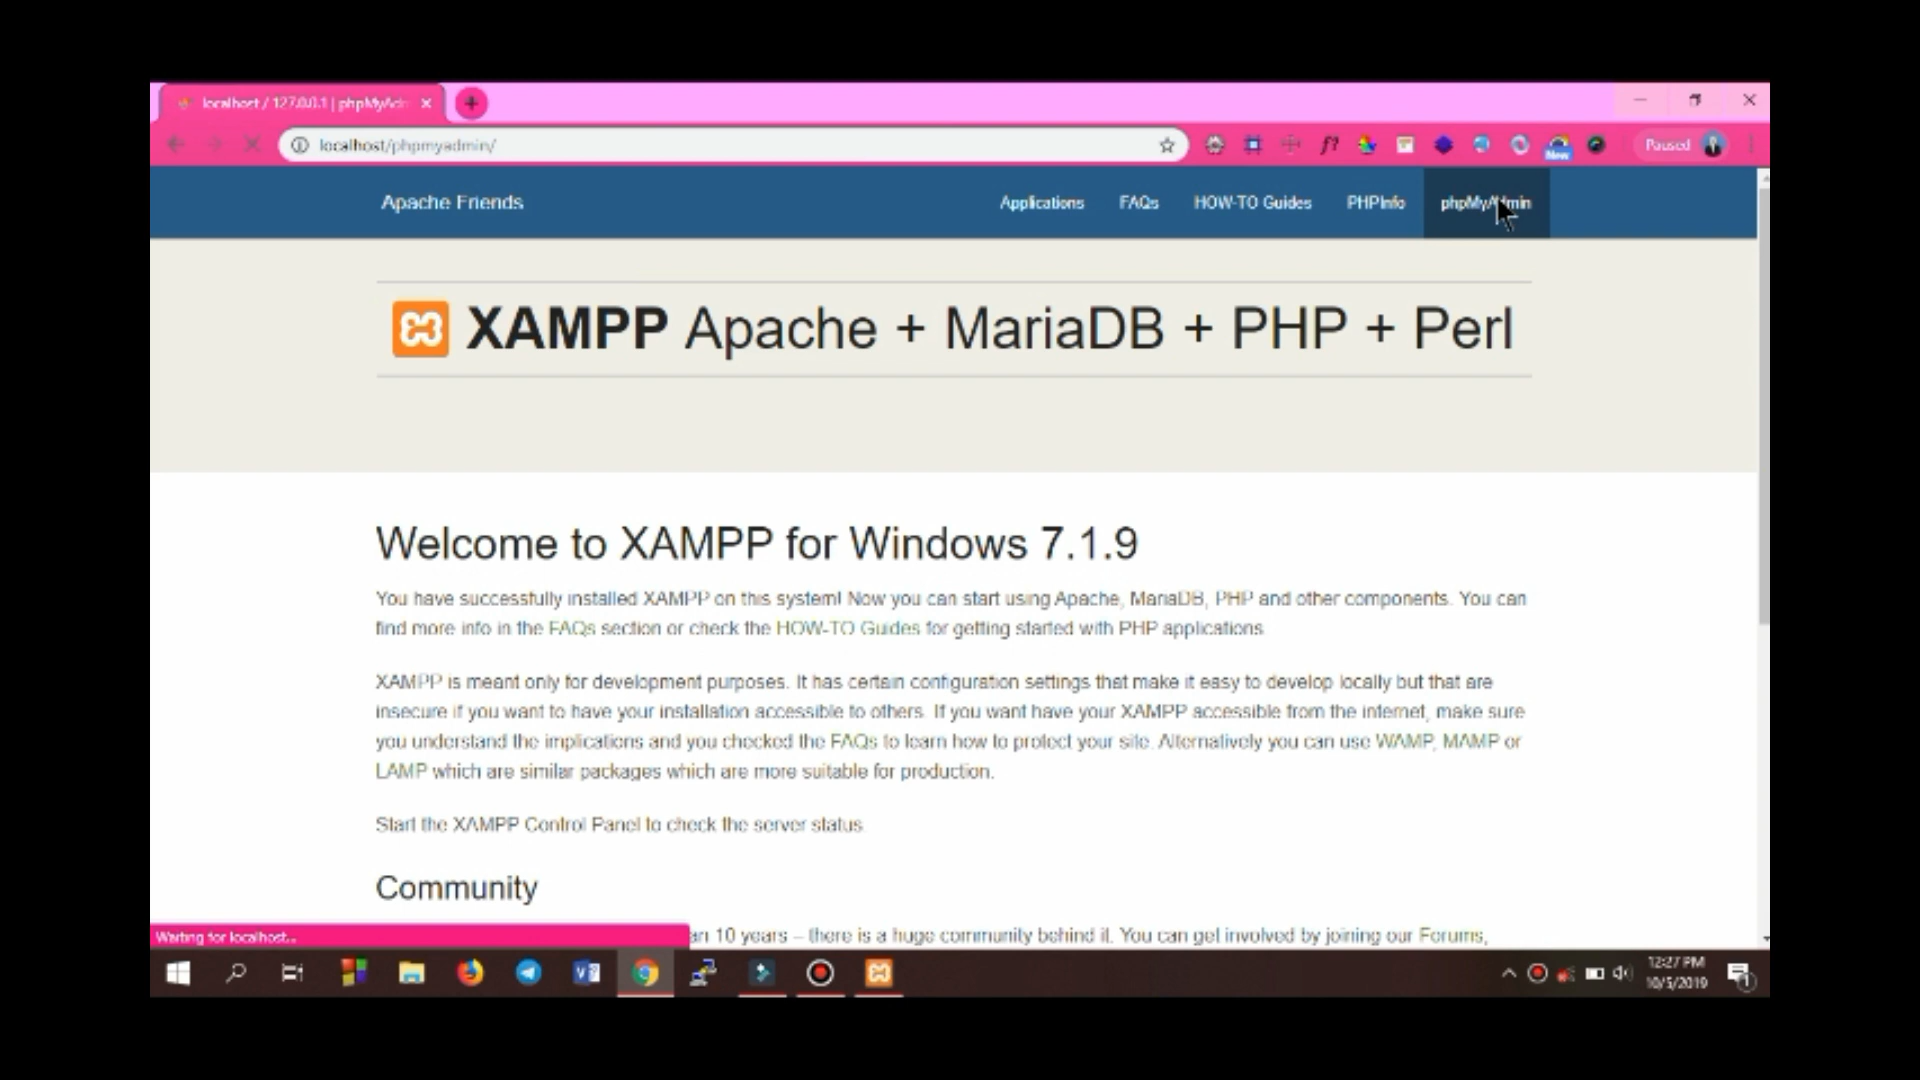 localhost / 127.0.0.1 | phpMyAdm
localhost/phpmyadmin/
Paused
New
Apache Friends
Applications
FAQs
HOW-TO Guides
PHPInfo
phpMyAdmin
XAMPP Apache + MariaDB + PHP + Perl
Welcome to XAMPP for Windows 7.1.9
You have successfully installed XAMPP on this system! Now you can start using Apache, MariaDB, PHP and other components. You can
find more info in the FAQs section or check the HOW-TO Guides for getting started with PHP applications
XAMPP is meant only for development purposes. It has certain configuration settings that make it easy to develop locally but that are
insecure if you want to have your installation accessible to others. If you want have your XAMPP accessible from the internet, make sure
you understand the implications and you checked the FAQs to learn how to protect your site. Alternatively you can use WAMP, MAMP or
LAMP which are similar packages which are more suitable for production.
Start the XAMPP Control Panel to check the server status
Community
an 10 years – there is a huge community behind it. You can get involved by joining our Forums,
Waiting for localhost...
12:27 PM
10/5/2019